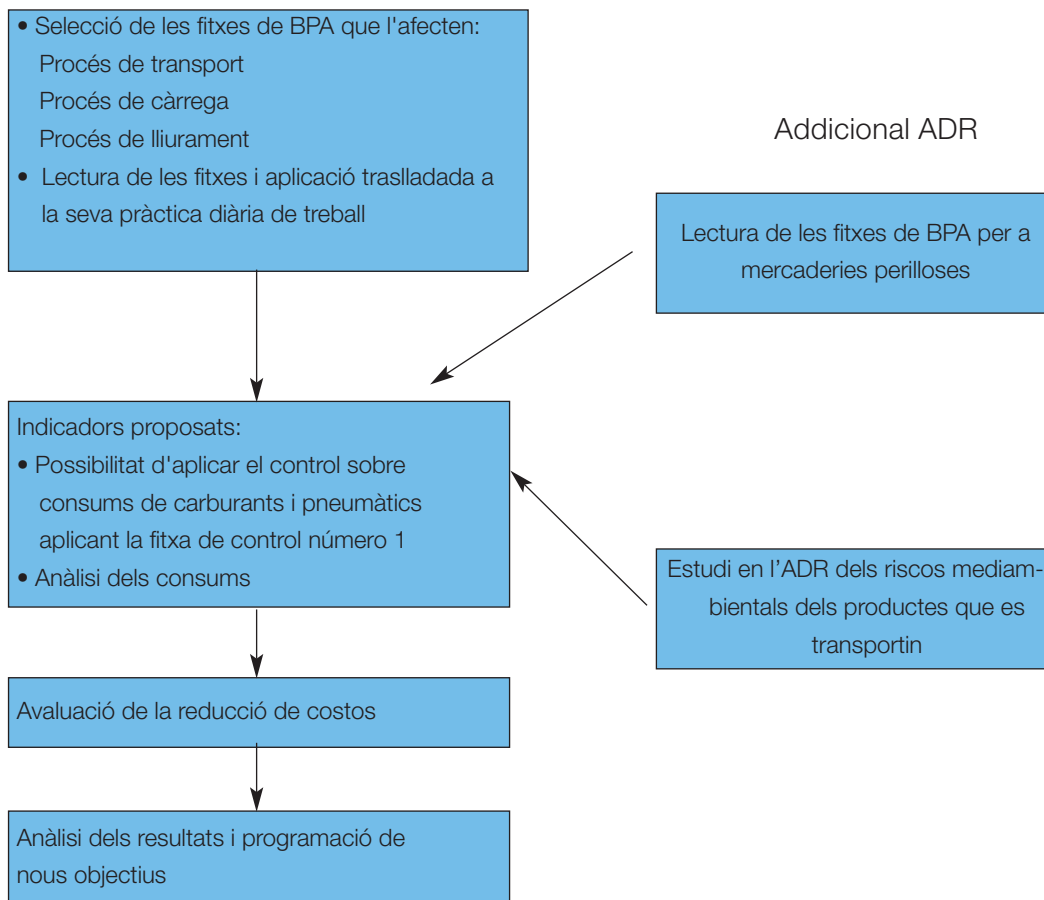 • Selecció de les fitxes de BPA que l'afecten:
Procés de transport
Procés de càrrega
Procés de lliurament
• Lectura de les fitxes i aplicació traslladada a
la seva pràctica diària de treball
Addicional ADR
Lectura de les fitxes de BPA per a
mercaderies perilloses
Indicadors proposats:
• Possibilitat d'aplicar el control sobre
consums de carburants i pneumàtics
aplicant la fitxa de control número 1
• Anàlisi dels consums
Estudi en l’ADR dels riscos mediam-
bientals dels productes que es
transportin
Avaluació de la reducció de costos
Anàlisi dels resultats i programació de
nous objectius